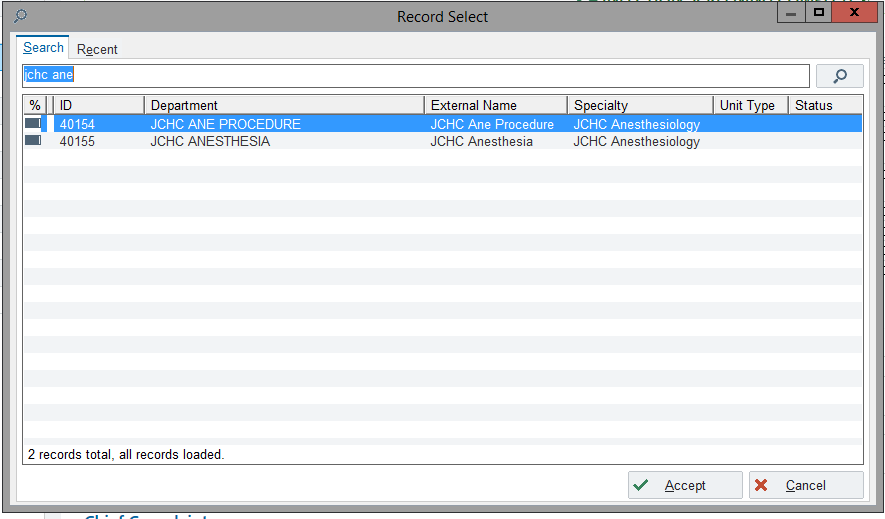 Record Select
Search Recent
jchc ane
% ID Department External Name Specialty Unit Type Status
40154 JCHC ANE PROCEDURE JCHC Ane Procedure JCHC Anesthesiology
40155 JCHC ANESTHESIA JCHC Anesthesia JCHC Anesthesiology
2 records total, all records loaded.
Accept Cancel